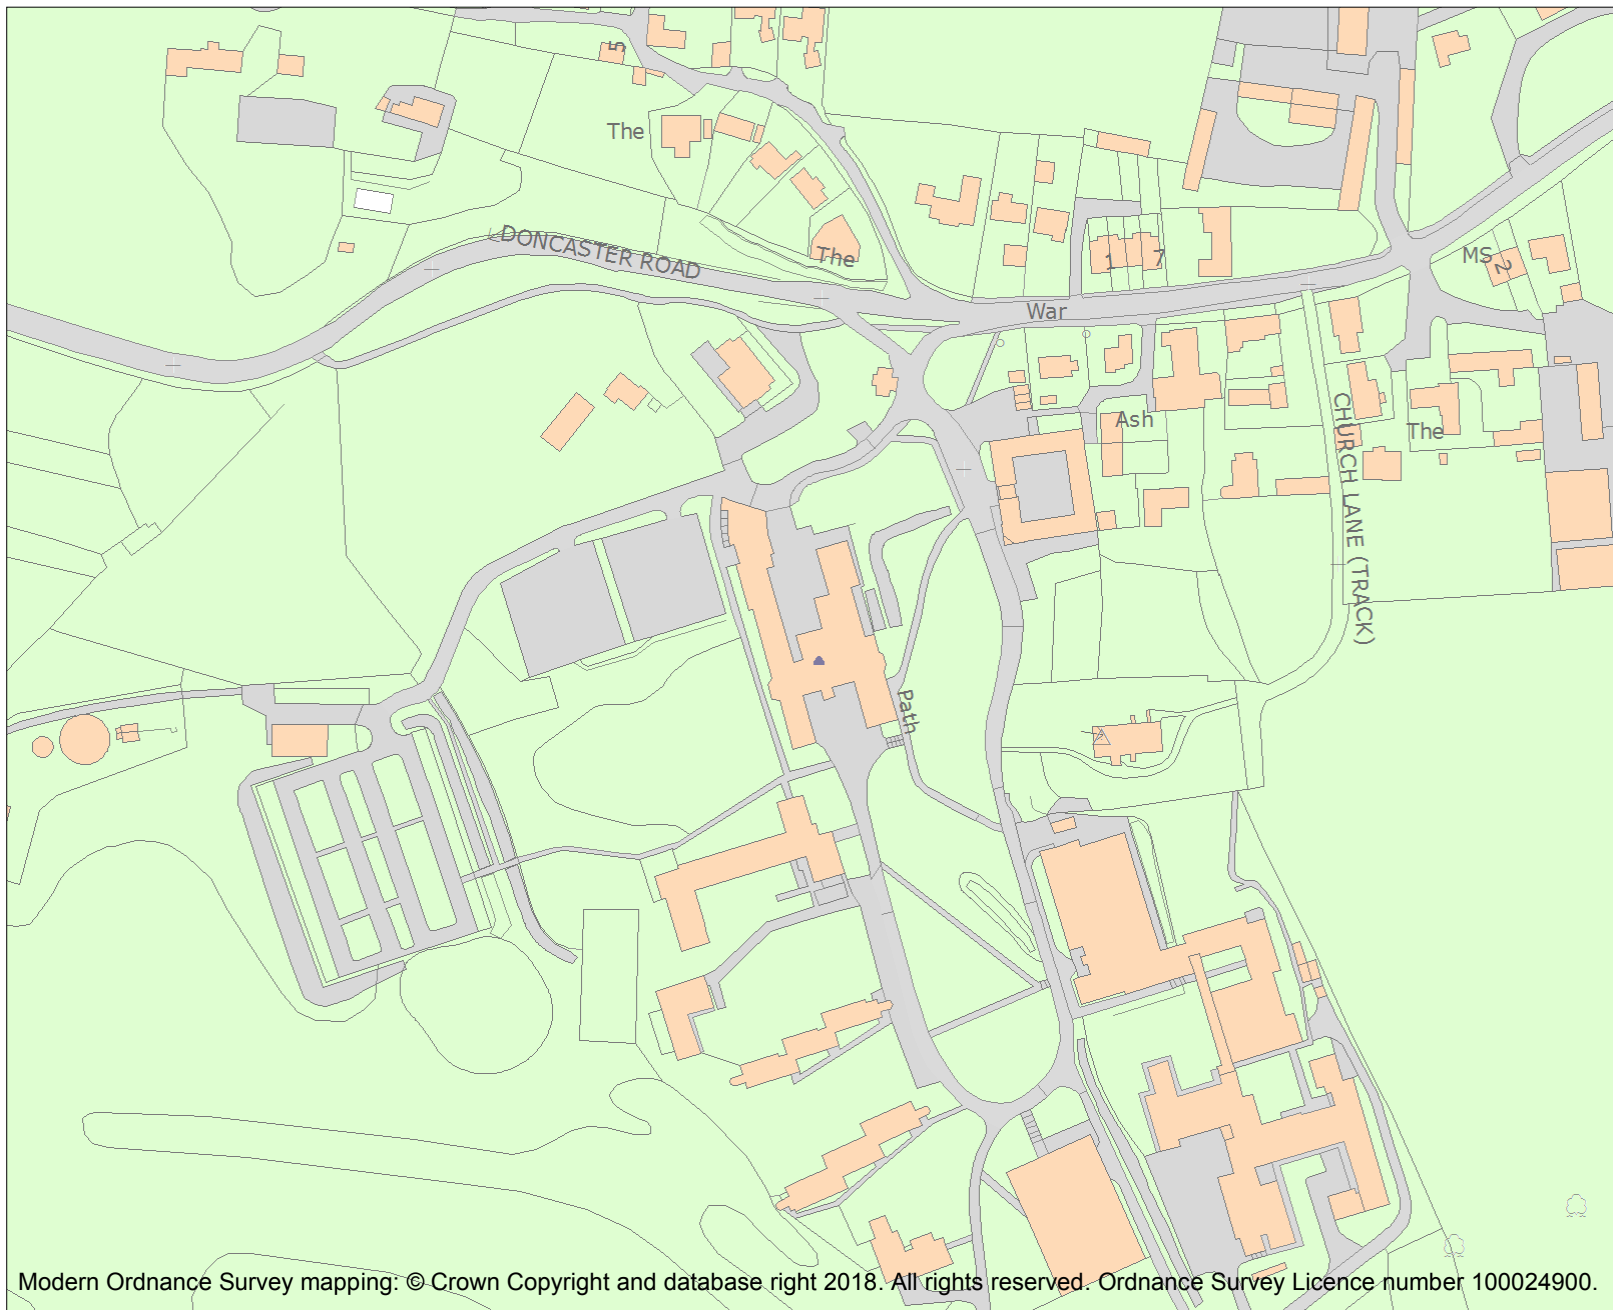 5
The
DONCASTER ROAD
The
1
7
MS
2
War
Ash
The
CHURCH LANE (TRACK)
Path
Modern Ordnance Survey mapping: © Crown Copyright and database right 2018. All rights reserved. Ordnance Survey Licence number 100024900.